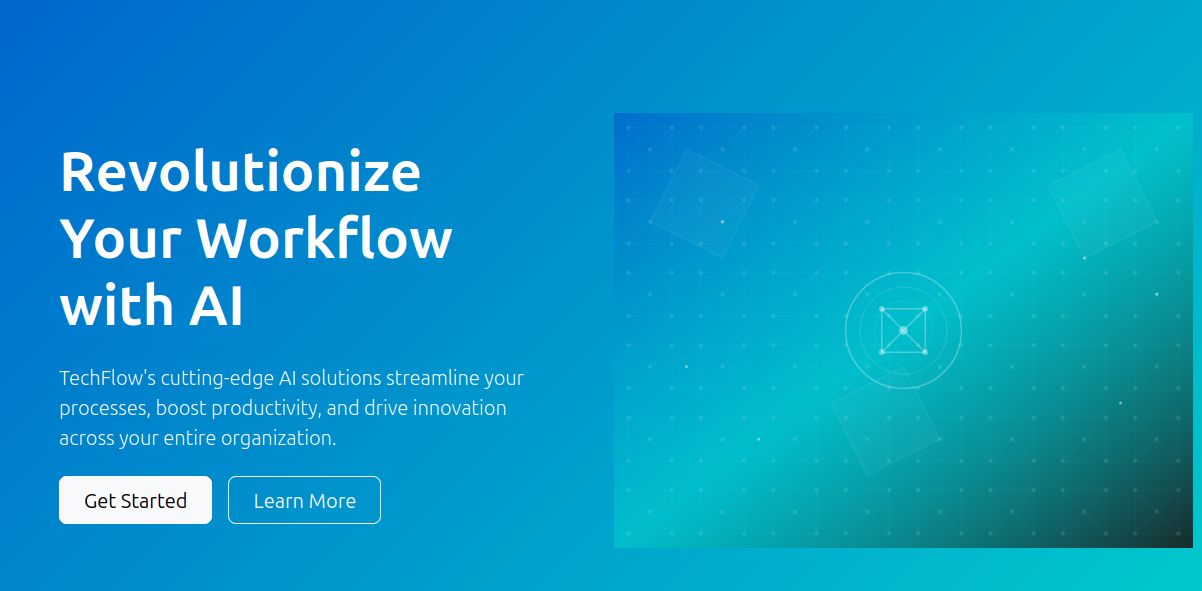 Revolutionize
Your Workflow
with AI
TechFlow's cutting-edge AI solutions streamline your
processes, boost productivity, and drive innovation
across your entire organization.
Get Started
Learn More